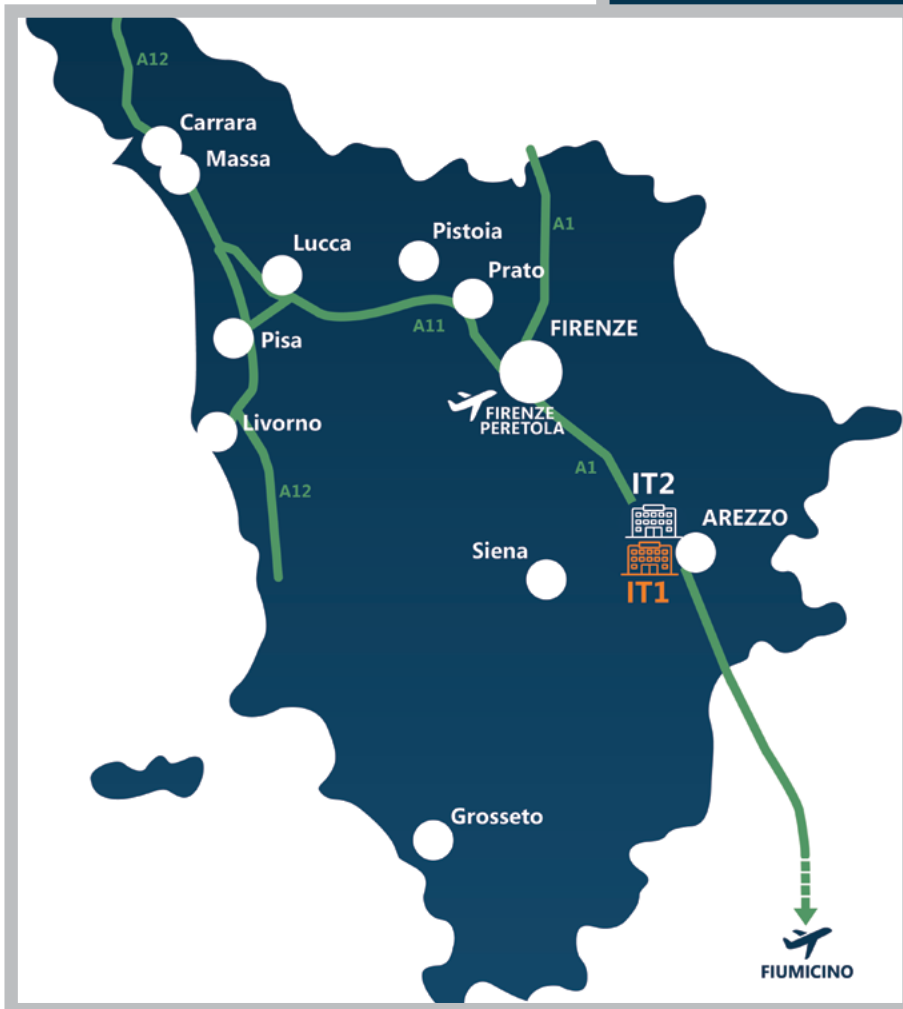 A12
Carrara
Massa
Lucca
Pistoia
A1
Prato
A11
FIRENZE
Pisa
FIRENZE
PERETOLA
Livorno
A1
IT2
A12
AREZZO
Siena
IT1
Grosseto
FIUMICINO